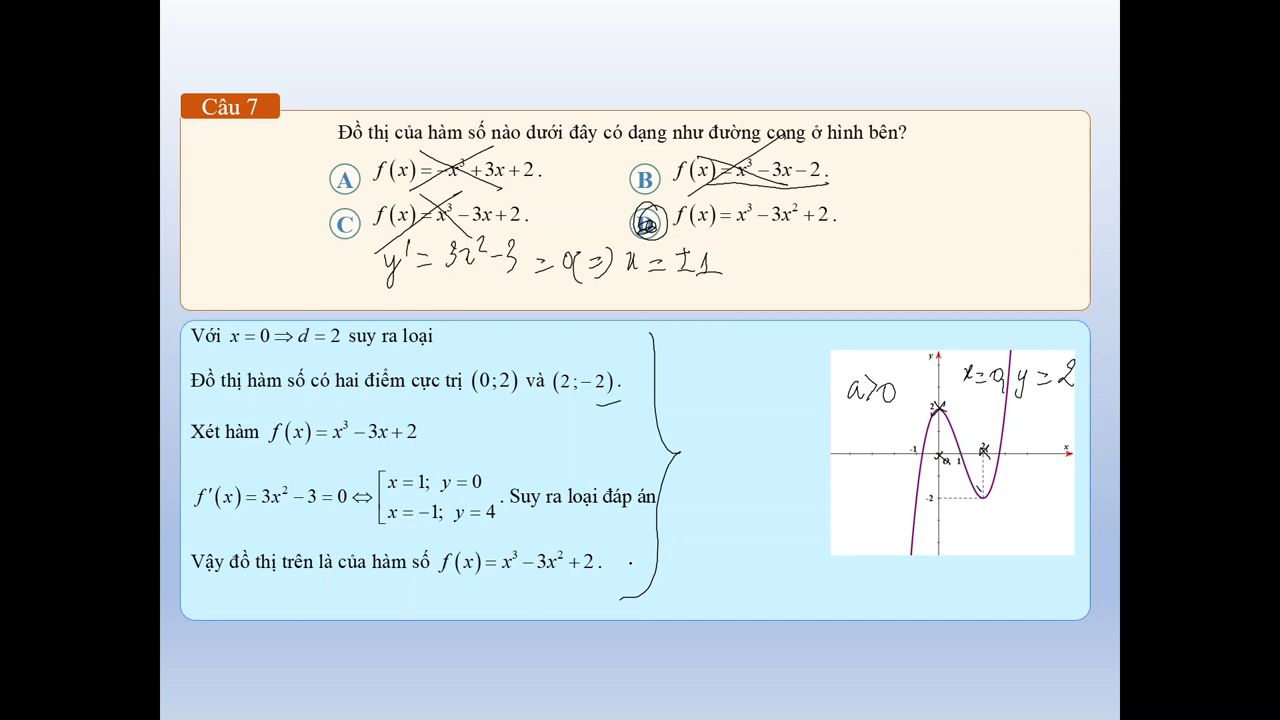 Câu 7
Đồ thị của hàm số nào dưới đây có dạng như đường cong ở hình bên?
A f(x) = −x³ + 3x + 2.
B f(x) = x³ − 3x − 2.
C f(x) = x³ − 3x + 2.
f(x) = x³ − 3x² + 2.
y' = 3x² − 3 = 0 (=) x = ±1
Với x = 0 ⇒ d = 2 suy ra loại
Đồ thị hàm số có hai điểm cực trị (0;2) và (2;−2).
Xét hàm f(x) = x³ − 3x + 2
f'(x) = 3x² − 3 = 0 ⇔ [ x = 1; y = 0
x = −1; y = 4 . Suy ra loại đáp án
Vậy đồ thị trên là của hàm số f(x) = x³ − 3x² + 2.
y
a>0
x=0, y = 2
2
-1
x
1
-2